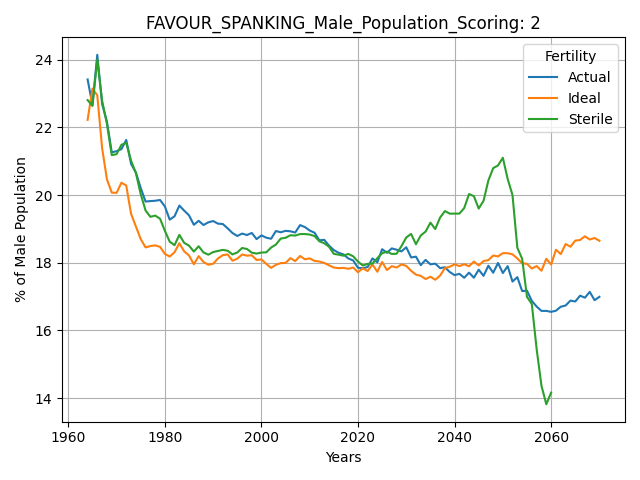 FAVOUR_SPANKING_Male_Population_Scoring: 2
Fertility
Actual
Ideal
Sterile
% of Male Population
24
22
20
18
16
14
1960 1980 2000 2020 2040 2060
Years